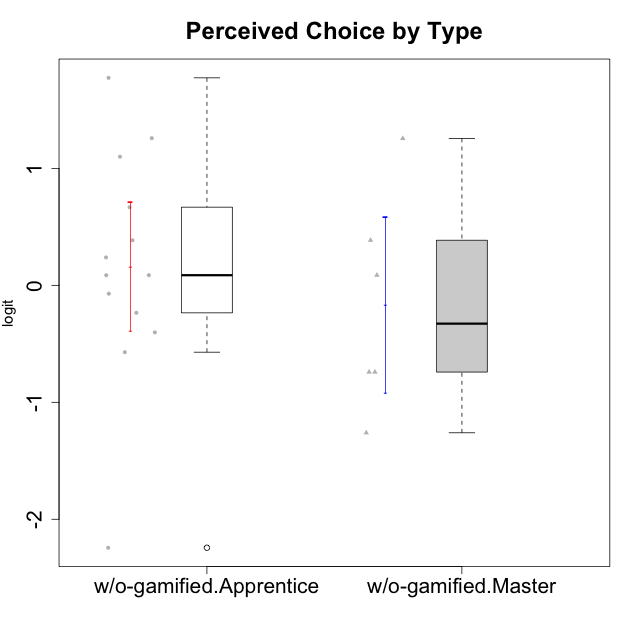 Perceived Choice by Type
logit
1
0
-1
-2
w/o-gamified.Apprentice
w/o-gamified.Master